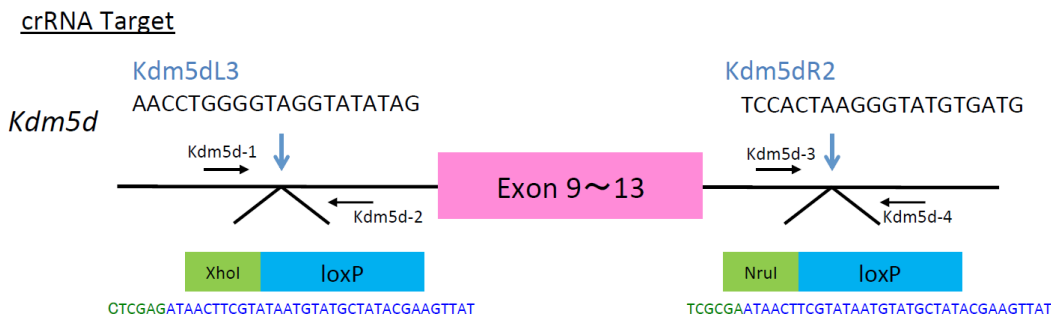 crRNA Target
Kdm5dL3
Kdm5dR2
AACCTGGGGTAGGTATATAG
TCCACTAAGGGTATGTGATG
Kdm5d
Kdm5d-1
Kdm5d-3
Exon 9～13
Kdm5d-2
Kdm5d-4
XhoI
loxP
NruI
loxP
CTCGAGATAACTTCGTATAATGTATGCTATACGAAGTTAT
TCGCGAATAACTTCGTATAATGTATGCTATACGAAGTTAT